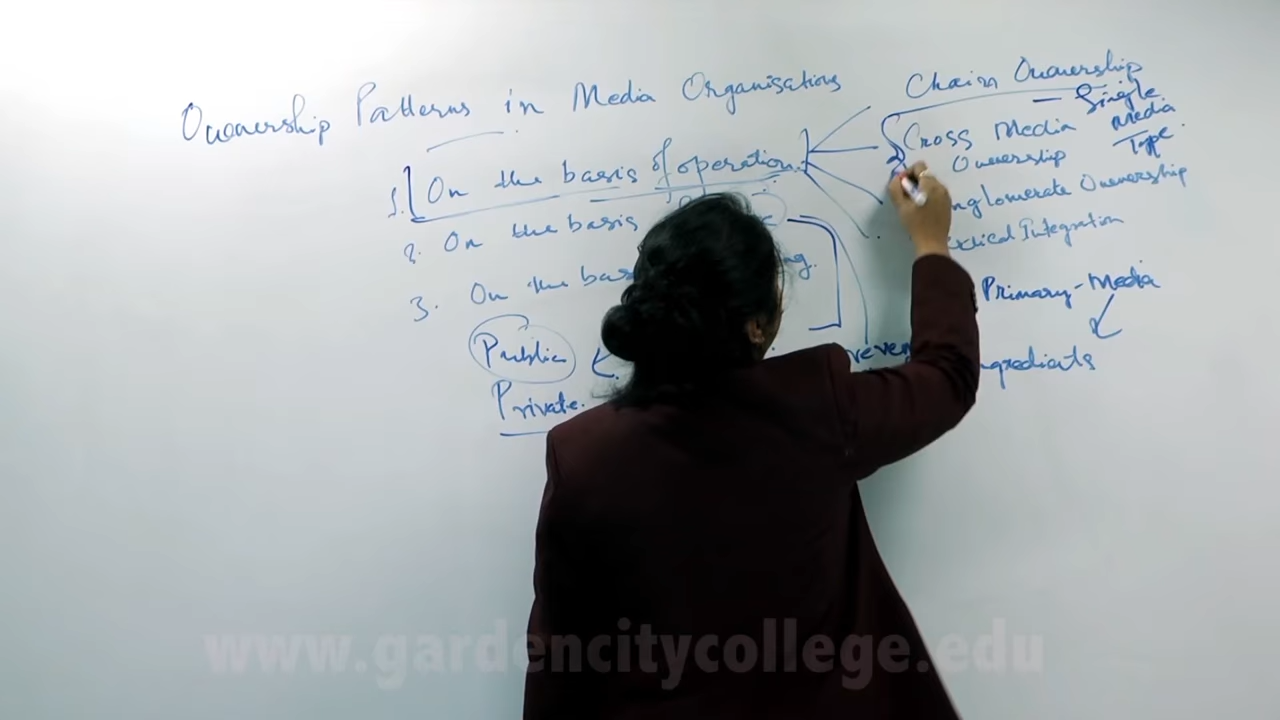 Ownership Patterns in Media Organisations
1. On the basis of operation.
2. On the basis
3. On the
Public
Private.
Chain Ownership
– Single
Media
Type.
Cross Media
Ownership
Ownership
Integration
Primary - Media
www.gardencitycollege.edu